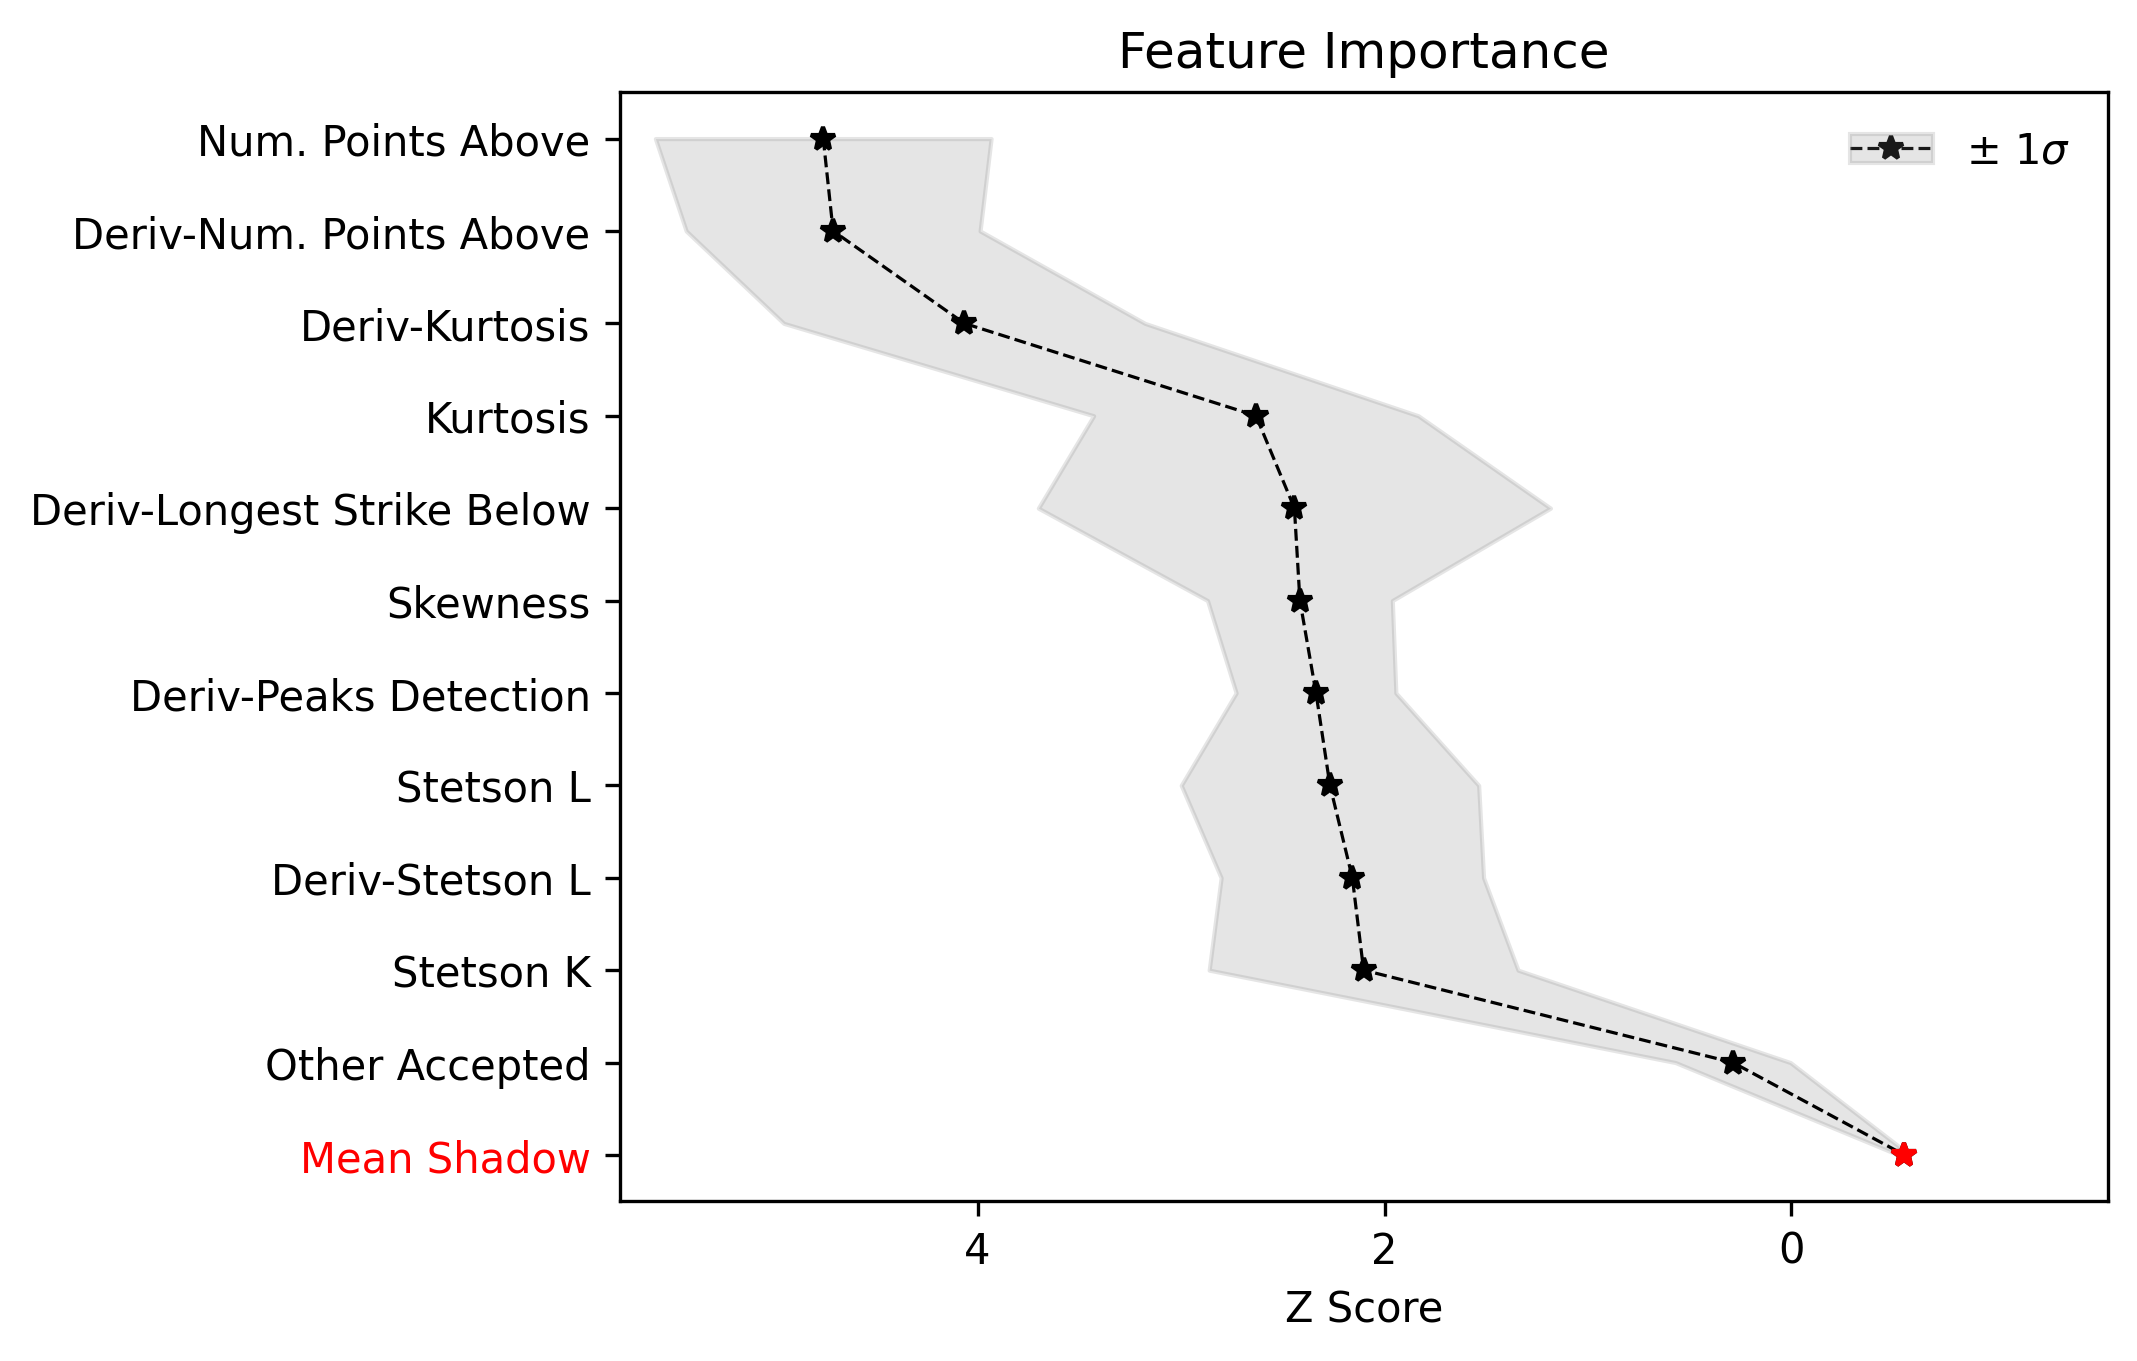 Feature Importance
± 1σ
Num. Points Above
Deriv-Num. Points Above
Deriv-Kurtosis
Kurtosis
Deriv-Longest Strike Below
Skewness
Deriv-Peaks Detection
Stetson L
Deriv-Stetson L
Stetson K
Other Accepted
Mean Shadow
4 2 0
Z Score